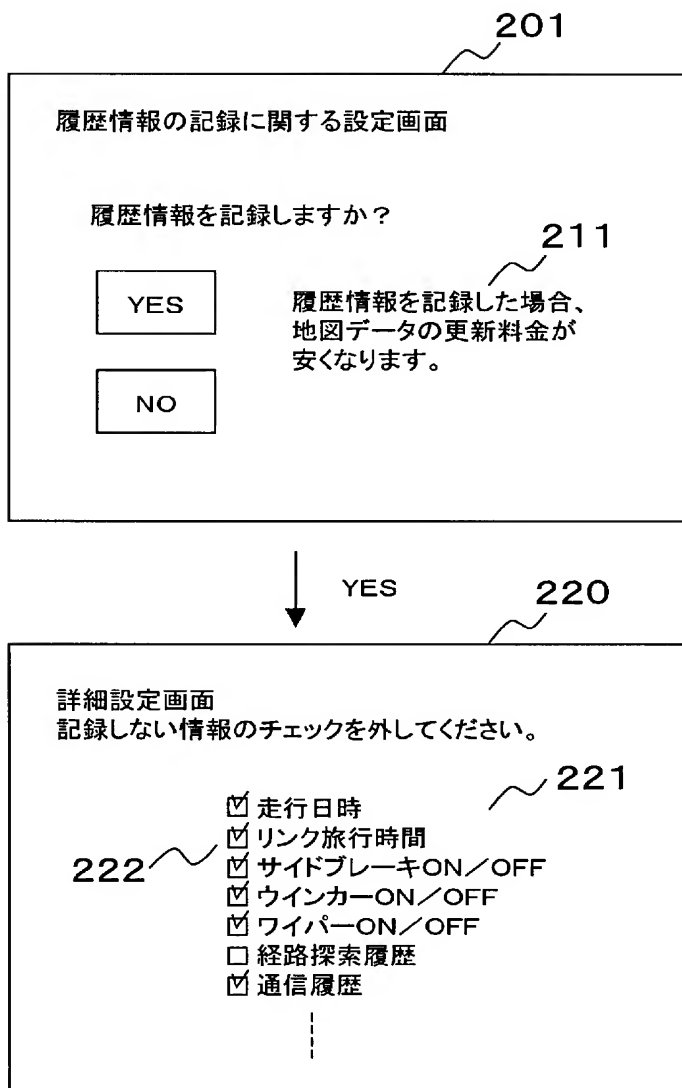 201
履歴情報の記録に関する設定画面
履歴情報を記録しますか？
211
YES
履歴情報を記録した場合、
地図データの更新料金が
安くなります。
NO
YES
220
詳細設定画面
記録しない情報のチェックを外してください。
221
走行日時
リンク旅行時間
222
サイドブレーキON／OFF
ウインカーON／OFF
ワイパーON／OFF
経路探索履歴
通信履歴